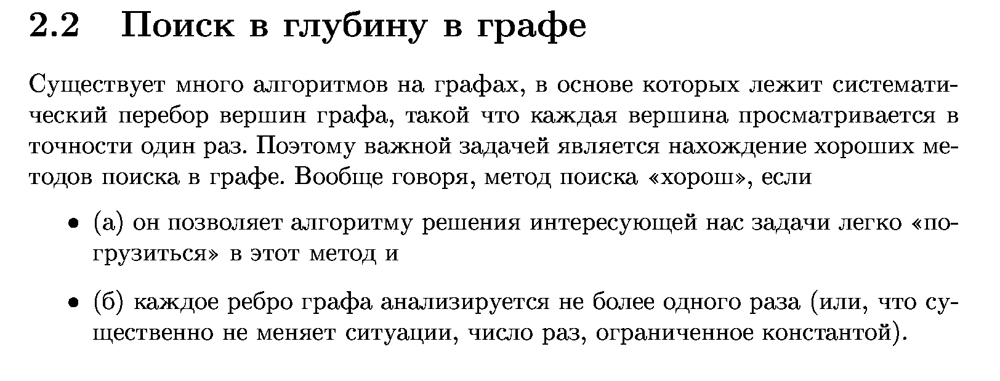 2.2 Поиск в глубину в графе
Существует много алгоритмов на графах, в основе которых лежит системати-
ческий перебор вершин графа, такой что каждая вершина просматривается в
точности один раз. Поэтому важной задачей является нахождение хороших ме-
тодов поиска в графе. Вообще говоря, метод поиска «хорош», если
• (а) он позволяет алгоритму решения интересующей нас задачи легко «по-
грузиться» в этот метод и
• (б) каждое ребро графа анализируется не более одного раза (или, что су-
щественно не меняет ситуации, число раз, ограниченное константой).